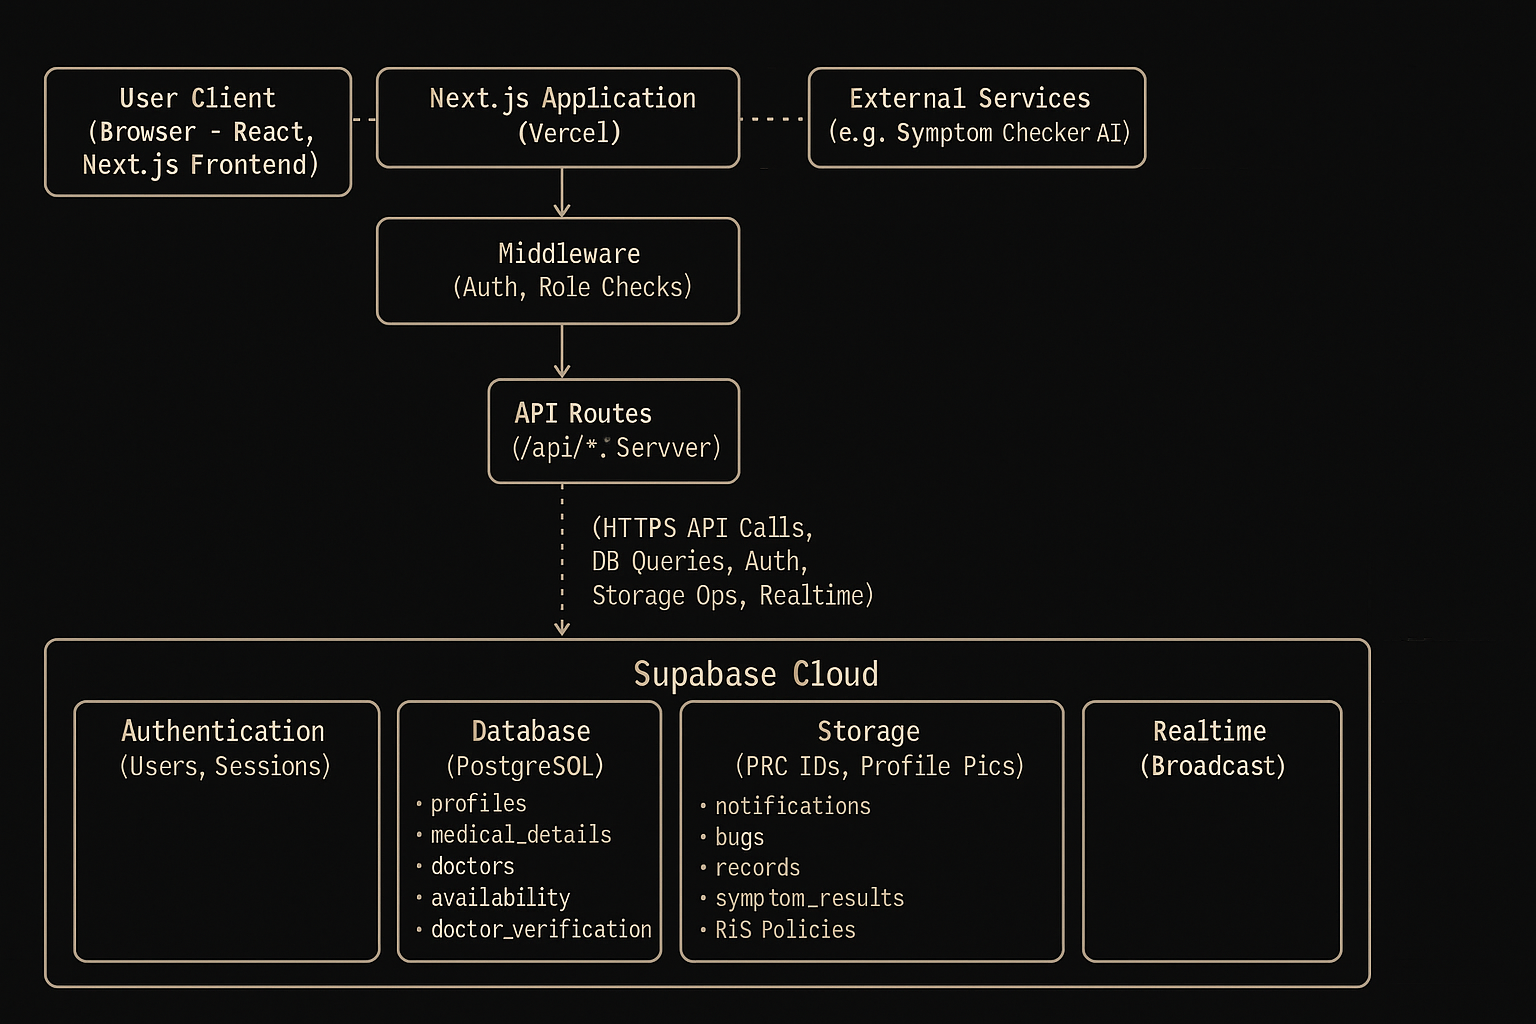 User Client
(Browser - React,
Next.js Frontend)
Next.js Application
(Vercel)
External Services
(e.g. Symptom Checker AI)
Middleware
(Auth, Role Checks)
API Routes
(/api/*. Servver)
(HTTPS API Calls,
DB Queries, Auth,
Storage Ops, Realtime)
Supabase Cloud
Authentication
(Users, Sessions)
Database
(PostgreSOL)
• profiles
• medical_details
• doctors
• availability
• doctor_verification
Storage
(PRC IDs, Profile Pics)
• notifications
• bugs
• records
• symptom_results
• RiS Policies
Realtime
(Broadcast)